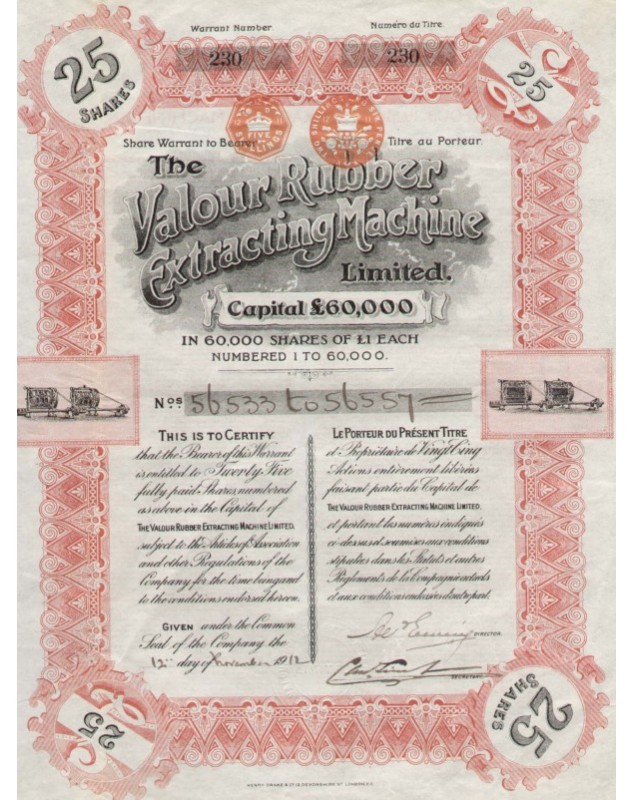 Warrant Number. Numéro du Titre.
230 230
25 SHARES
25
Share Warrant to Bearer. Titre au Porteur.
The
Valour Rubber
Extracting Machine
Limited.
Capital £60,000
IN 60,000 SHARES OF £1 EACH
NUMBERED 1 TO 60,000.
Nos. 56533 to 56557
THIS IS TO CERTIFY
that the Bearer of this Warrant
is entitled to Twenty Five
fully paid Shares, numbered
as above in the Capital of
THE VALOUR RUBBER EXTRACTING MACHINE LIMITED.
subject to the Articles of Association
and other Regulations of the
Company for the time being and
to the conditions endorsed hereon.
GIVEN under the Common
Seal of the Company the
12th day of November 1912
LE PORTEUR DU PRÉSENT TITRE
est Propriétaire de Vingt Cinq
Actions entièrement libérées
faisant partie du Capital de
THE VALOUR RUBBER EXTRACTING MACHINE LIMITED.
et portant les numéros indiqués
ci-dessus et soumises aux conditions
stipulées dans les Statuts et autres
Règlements de la Compagnie actuels
et aux conditions endossées d'autre part.
DIRECTOR.
SECRETARY.
25
25 SHARES